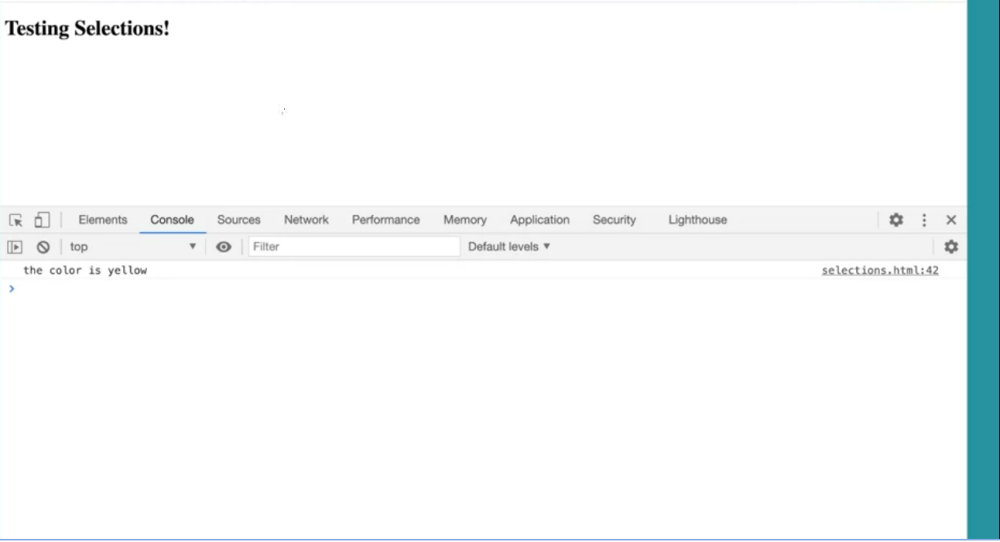 Testing Selections!
Elements Console Sources Network Performance Memory Application Security Lighthouse
top Filter Default levels
the color is yellow selections.html:42